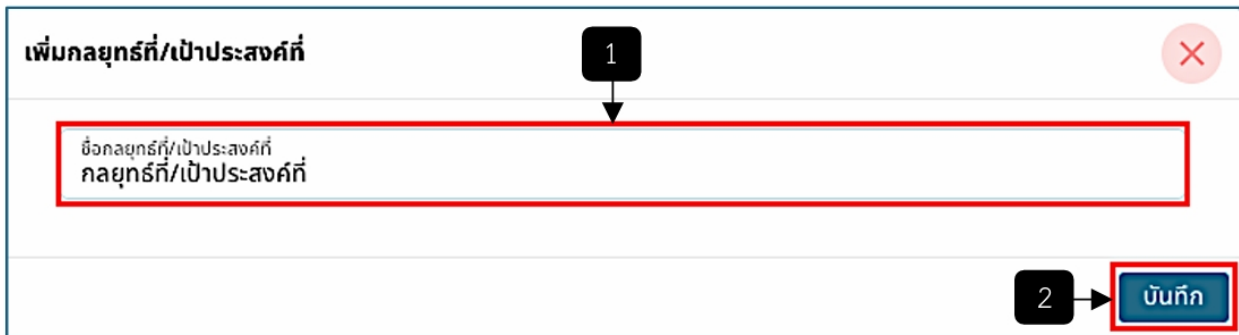 เพิ่มกลยุทธ์ที่/เป้าประสงค์ที่
1
ชื่อกลยุทธ์ที่/เป้าประสงค์ที่
กลยุทธ์ที่/เป้าประสงค์ที่
2
บันทึก